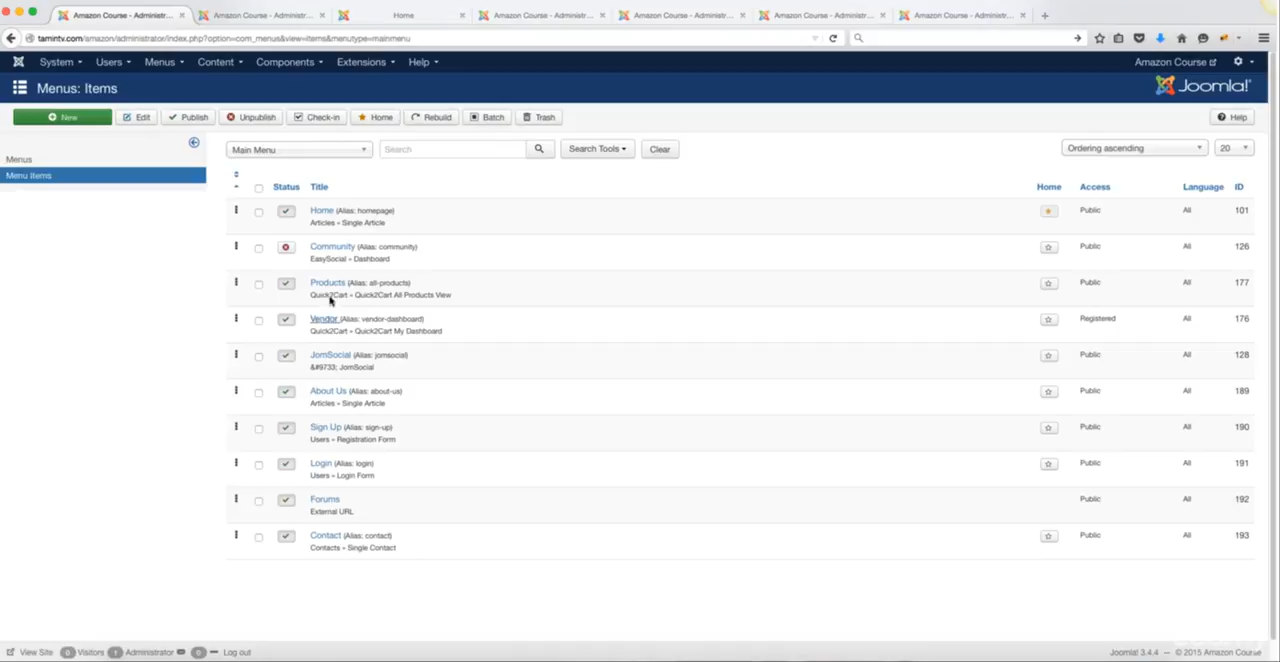 Amazon Course - Administr...
Amazon Course - Administr...
Home
Amazon Course - Administr...
Amazon Course - Administr...
Amazon Course - Administr...
Amazon Course - Administr...
tamintv.com/amazon/administrator/index.php?option=com_menus&view=items&menutype=mainmenu
System Users Menus Content Components Extensions Help Amazon Course
Menus: Items Joomla!
New Edit Publish Unpublish Check-in Home Rebuild Batch Trash Help
Menus
Menu Items
Main Menu Search Search Tools Clear Ordering ascending 20
Status Title Home Access Language ID
Home (Alias: homepage) Public All 101
Articles » Single Article
Community (Alias: community) Public All 126
EasySocial » Dashboard
Products (Alias: all-products) Public All 177
Quick2Cart » Quick2Cart All Products View
Vendor (Alias: vendor-dashboard) Registered All 176
Quick2Cart » Quick2Cart My Dashboard
JomSocial (Alias: jomsocial) Public All 128
&#9733; JomSocial
About Us (Alias: about-us) Public All 189
Articles » Single Article
Sign Up (Alias: sign-up) Public All 190
Users » Registration Form
Login (Alias: login) Public All 191
Users » Login Form
Forums Public All 192
External URL
Contact (Alias: contact) Public All 193
Contacts » Single Contact
View Site 0 Visitors 1 Administrator 0 Log out Joomla! 3.4.4 — © 2015 Amazon Course